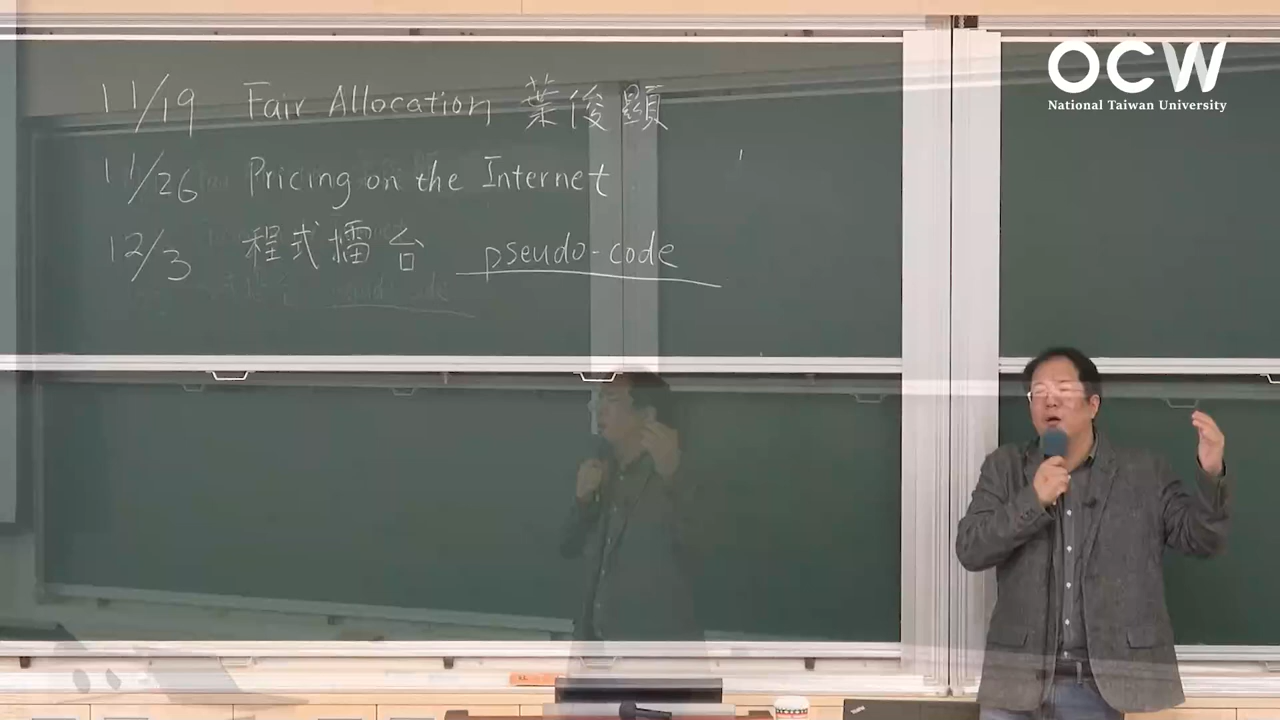 11/19 Fair Allocation 葉俊顯
11/26 Pricing on the Internet
12/3 程式擂台 pseudo-code
OCW
National Taiwan University